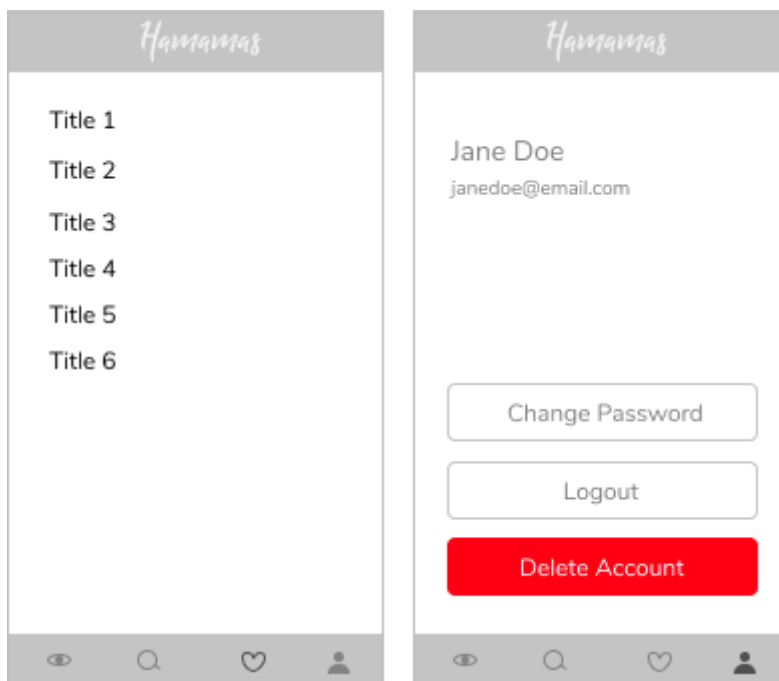 Hamamas
Title 1
Title 2
Title 3
Title 4
Title 5
Title 6
Hamamas
Jane Doe
janedoe@email.com
Change Password
Logout
Delete Account